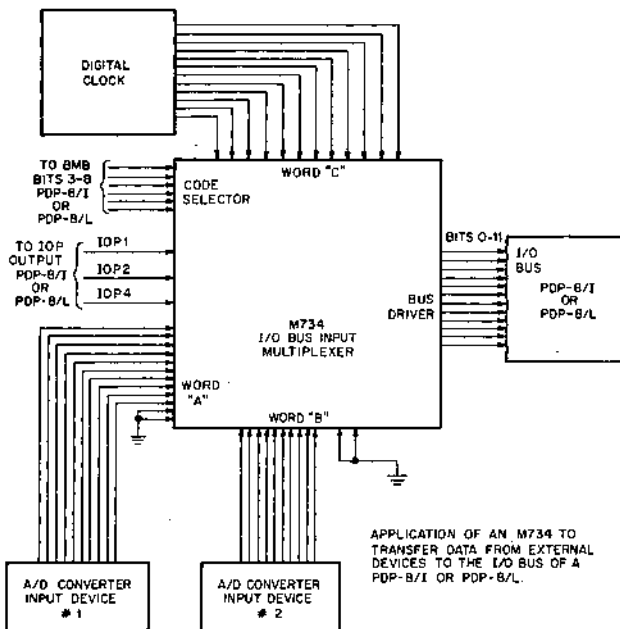 DIGITAL
CLOCK
TO BMB
BITS 3-8
PDP-8/I
OR
PDP-8/L
CODE
SELECTOR
WORD "C"
TO IOP
OUTPUT
PDP-8/I
OR
PDP-8/L
IOP1
IOP2
IOP4
BITS 0-11
I/O
BUS
PDP-8/I
OR
PDP-8/L
BUS
DRIVER
M734
I/O BUS INPUT
MULTIPLEXER
WORD
"A"
WORD "B"
A/D CONVERTER
INPUT DEVICE
# 1
A/D CONVERTER
INPUT DEVICE
# 2
APPLICATION OF AN M734 TO
TRANSFER DATA FROM EXTERNAL
DEVICES TO THE I/O BUS OF A
PDP-8/I OR PDP-8/L.